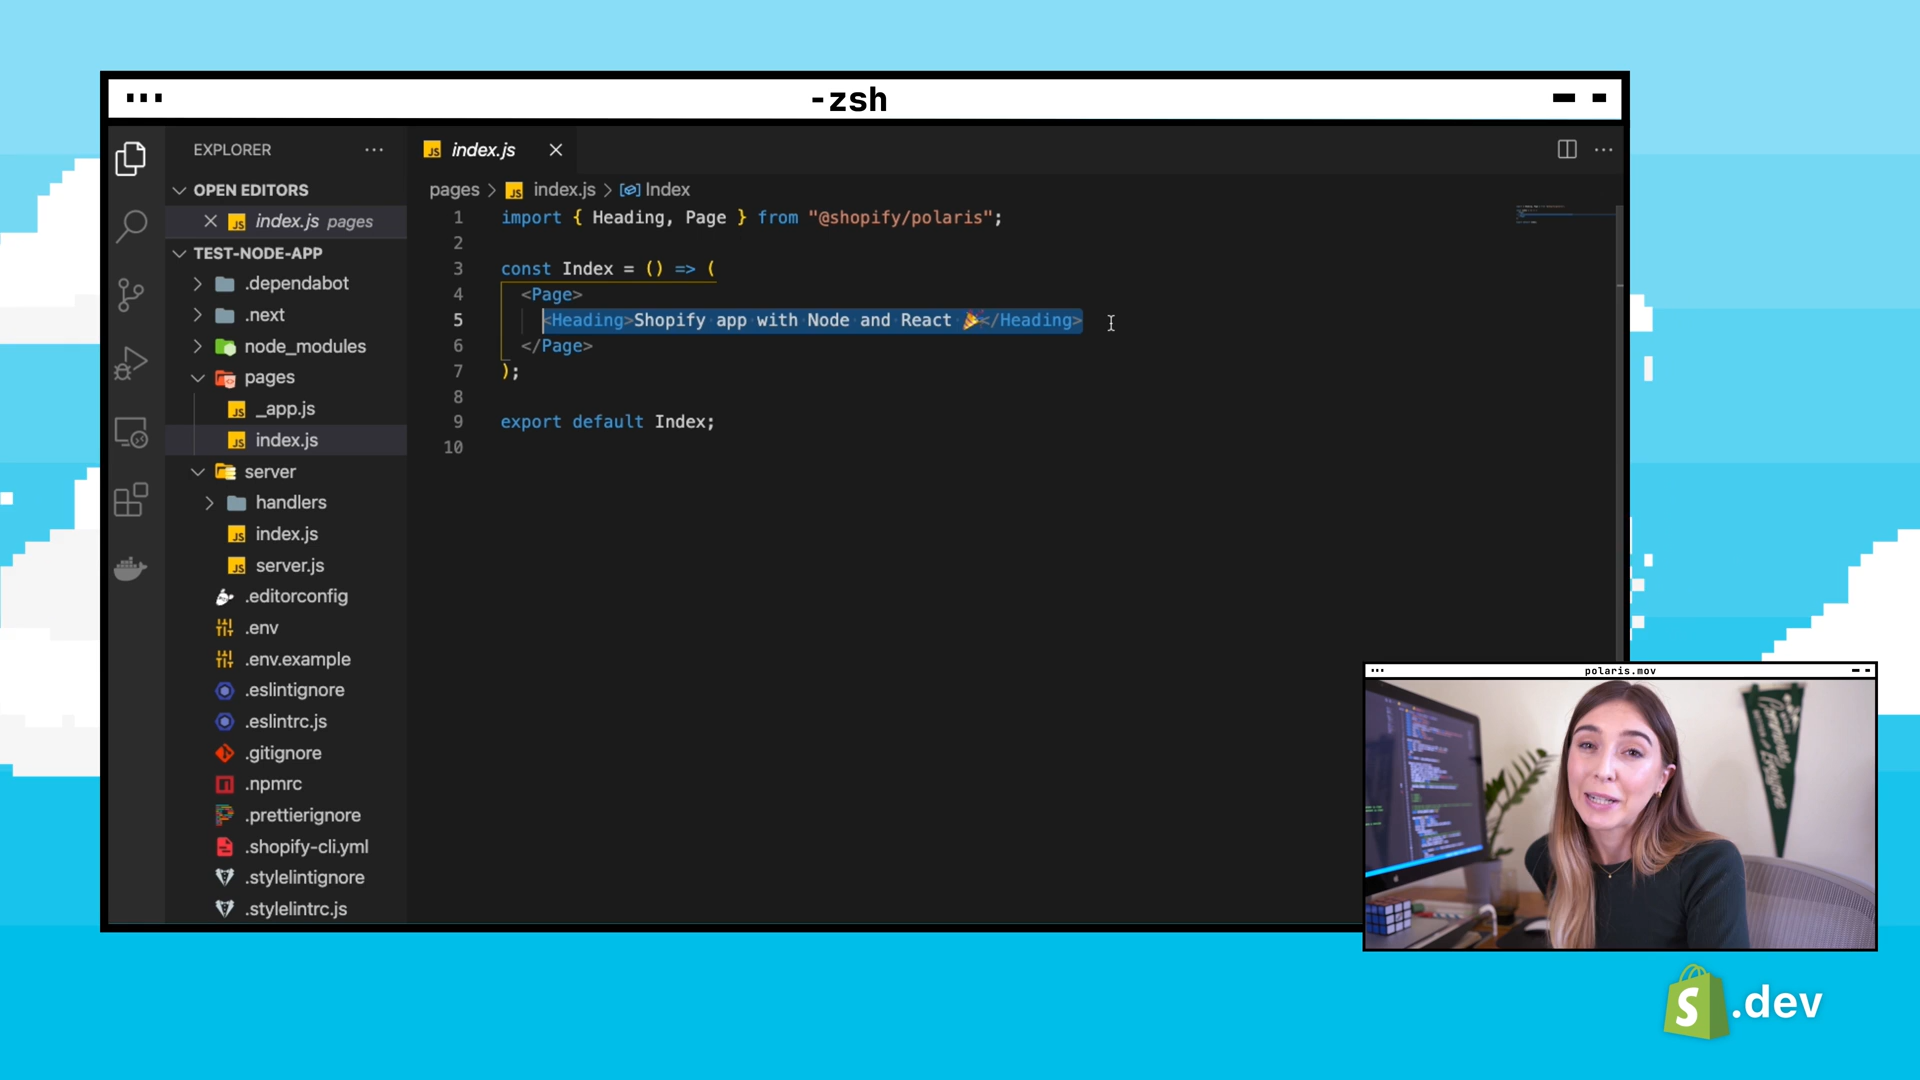 -zsh
EXPLORER
index.js
OPEN EDITORS
index.js pages
TEST-NODE-APP
.dependabot
.next
node_modules
pages
_app.js
index.js
server
handlers
index.js
server.js
.editorconfig
.env
.env.example
.eslintignore
.eslintrc.js
.gitignore
.npmrc
.prettierignore
.shopify-cli.yml
.stylelintignore
.stylelintrc.js
pages > JS index.js > Index
1 import { Heading, Page } from "@shopify/polaris";
2
3 const Index = () => (
4 <Page>
5 <Heading>Shopify app with Node and React 🎉</Heading>
6 </Page>
7 );
8
9 export default Index;
10
polaris.mov
Commerce
Everyone
S .dev